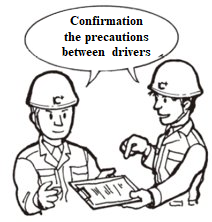 Confirmation
the precautions
between drivers